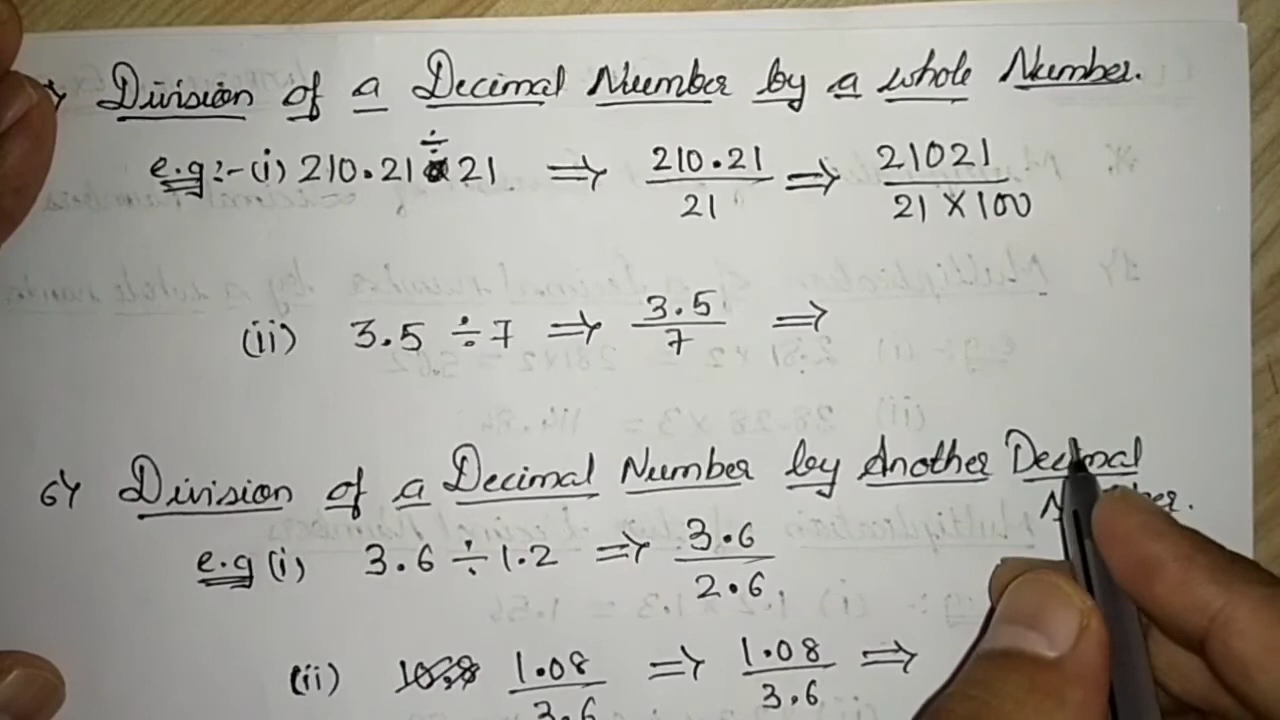 Division of a Decimal Number by a whole Number.
e.g:-(i) 210.21 ÷ 21 ⇒ 210.21/21 ⇒ 21021/21 × 100
(ii) 3.5 ÷ 7 ⇒ 3.5/7 ⇒
6) Division of a Decimal Number by Another Decimal
e.g (i) 3.6 ÷ 1.2 ⇒ 3.6/2.6
(ii) 1.08/3.6 ⇒ 1.08/3.6 ⇒